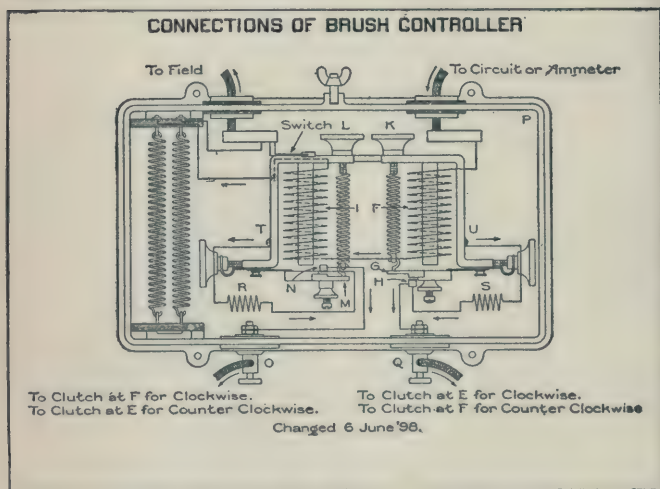 CONNECTIONS OF BRUSH CONTROLLER
To Field
To Circuit or Ammeter
P
Switch L K
I F
T U
G
H
N
M
R S
O Q
To Clutch at F for Clockwise.
To Clutch at E for Counter Clockwise.
To Clutch at E for Clockwise.
To Clutch at F for Counter Clockwise
Changed 6 June '98.